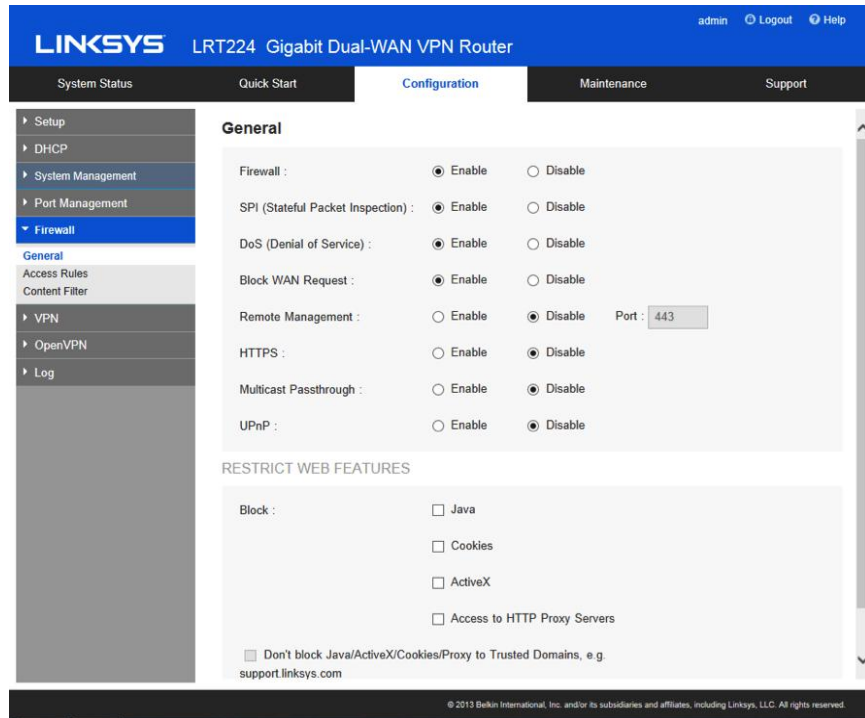 admin Logout Help
LINKSYS LRT224 Gigabit Dual-WAN VPN Router
System Status Quick Start Configuration Maintenance Support
Setup
DHCP
System Management
Port Management
Firewall
General
Access Rules
Content Filter
VPN
OpenVPN
Log
General
Firewall : Enable Disable
SPI (Stateful Packet Inspection) : Enable Disable
DoS (Denial of Service) : Enable Disable
Block WAN Request : Enable Disable
Remote Management : Enable Disable Port : 443
HTTPS : Enable Disable
Multicast Passthrough : Enable Disable
UPnP : Enable Disable
RESTRICT WEB FEATURES
Block : Java
Cookies
ActiveX
Access to HTTP Proxy Servers
Don't block Java/ActiveX/Cookies/Proxy to Trusted Domains, e.g.
support.linksys.com
© 2013 Belkin International, Inc. and/or its subsidiaries and affiliates, including Linksys, LLC. All rights reserved.